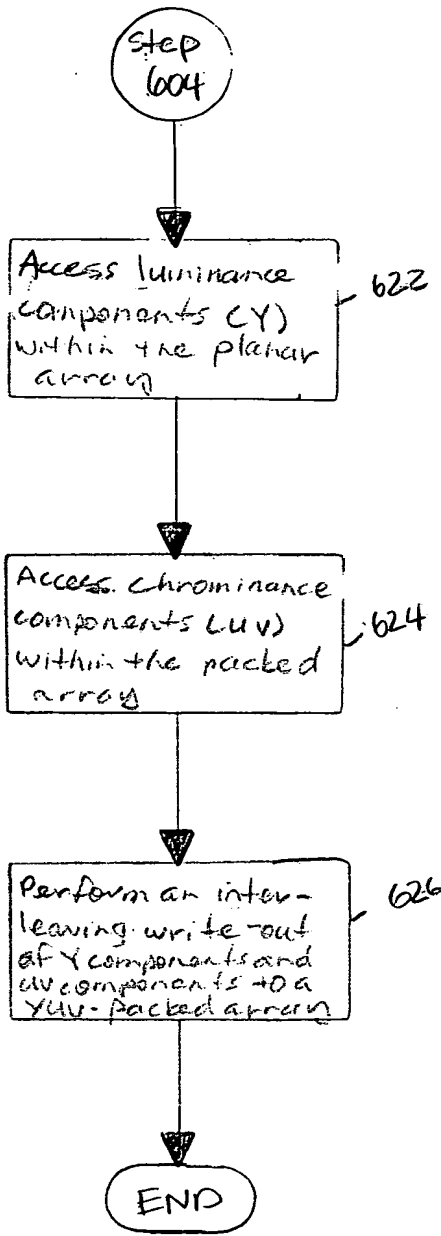 step
604
Access luminance
components (Y)
within the planar
array
622
Access chrominance
components (UV)
within the packed
array
624
Perform an inter-
leaving write-out
of Y components and
UV components to a
YUV-packed array
626
END